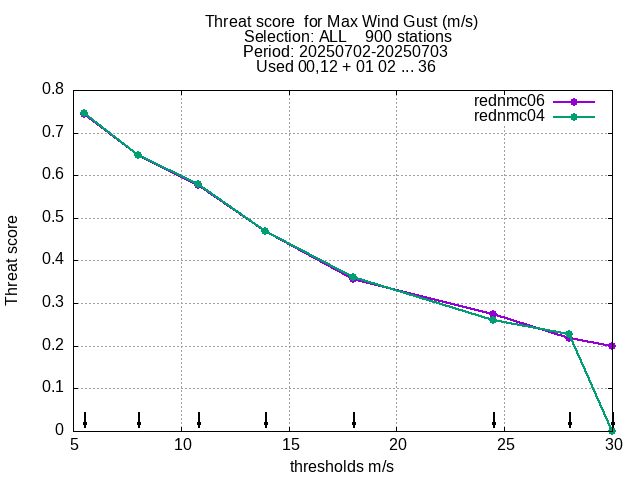 Threat score  for Max Wind Gust (m/s)
Selection: ALL    900 stations
Period: 20250702-20250703
Used 00,12 + 01 02 ... 36
rednmc06
rednmc04
0.8
0.7
0.6
0.5
0.4
0.3
0.2
0.1
0
Threat score
5 10 15 20 25 30
thresholds m/s